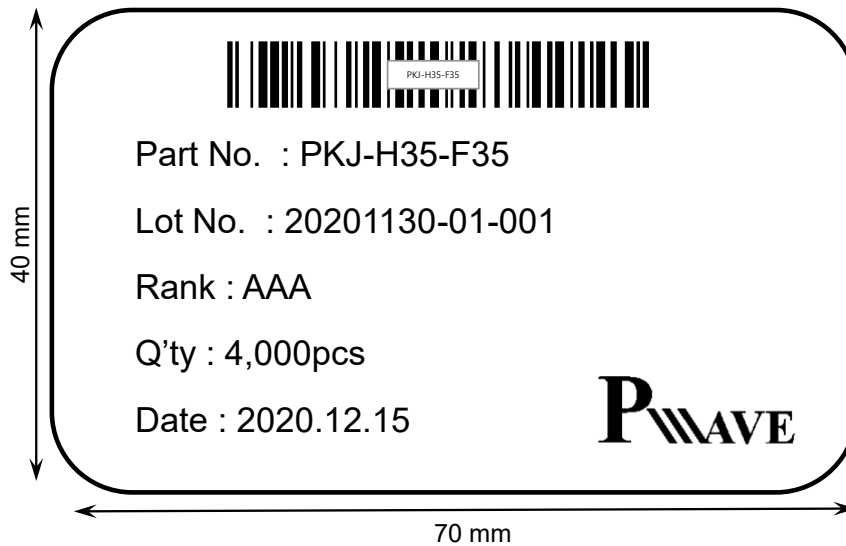 PKJ-H35-F35
Part No. : PKJ-H35-F35
Lot No. : 20201130-01-001
Rank : AAA
Q’ty : 4,000pcs
Date : 2020.12.15
PWAVE
40 mm
70 mm